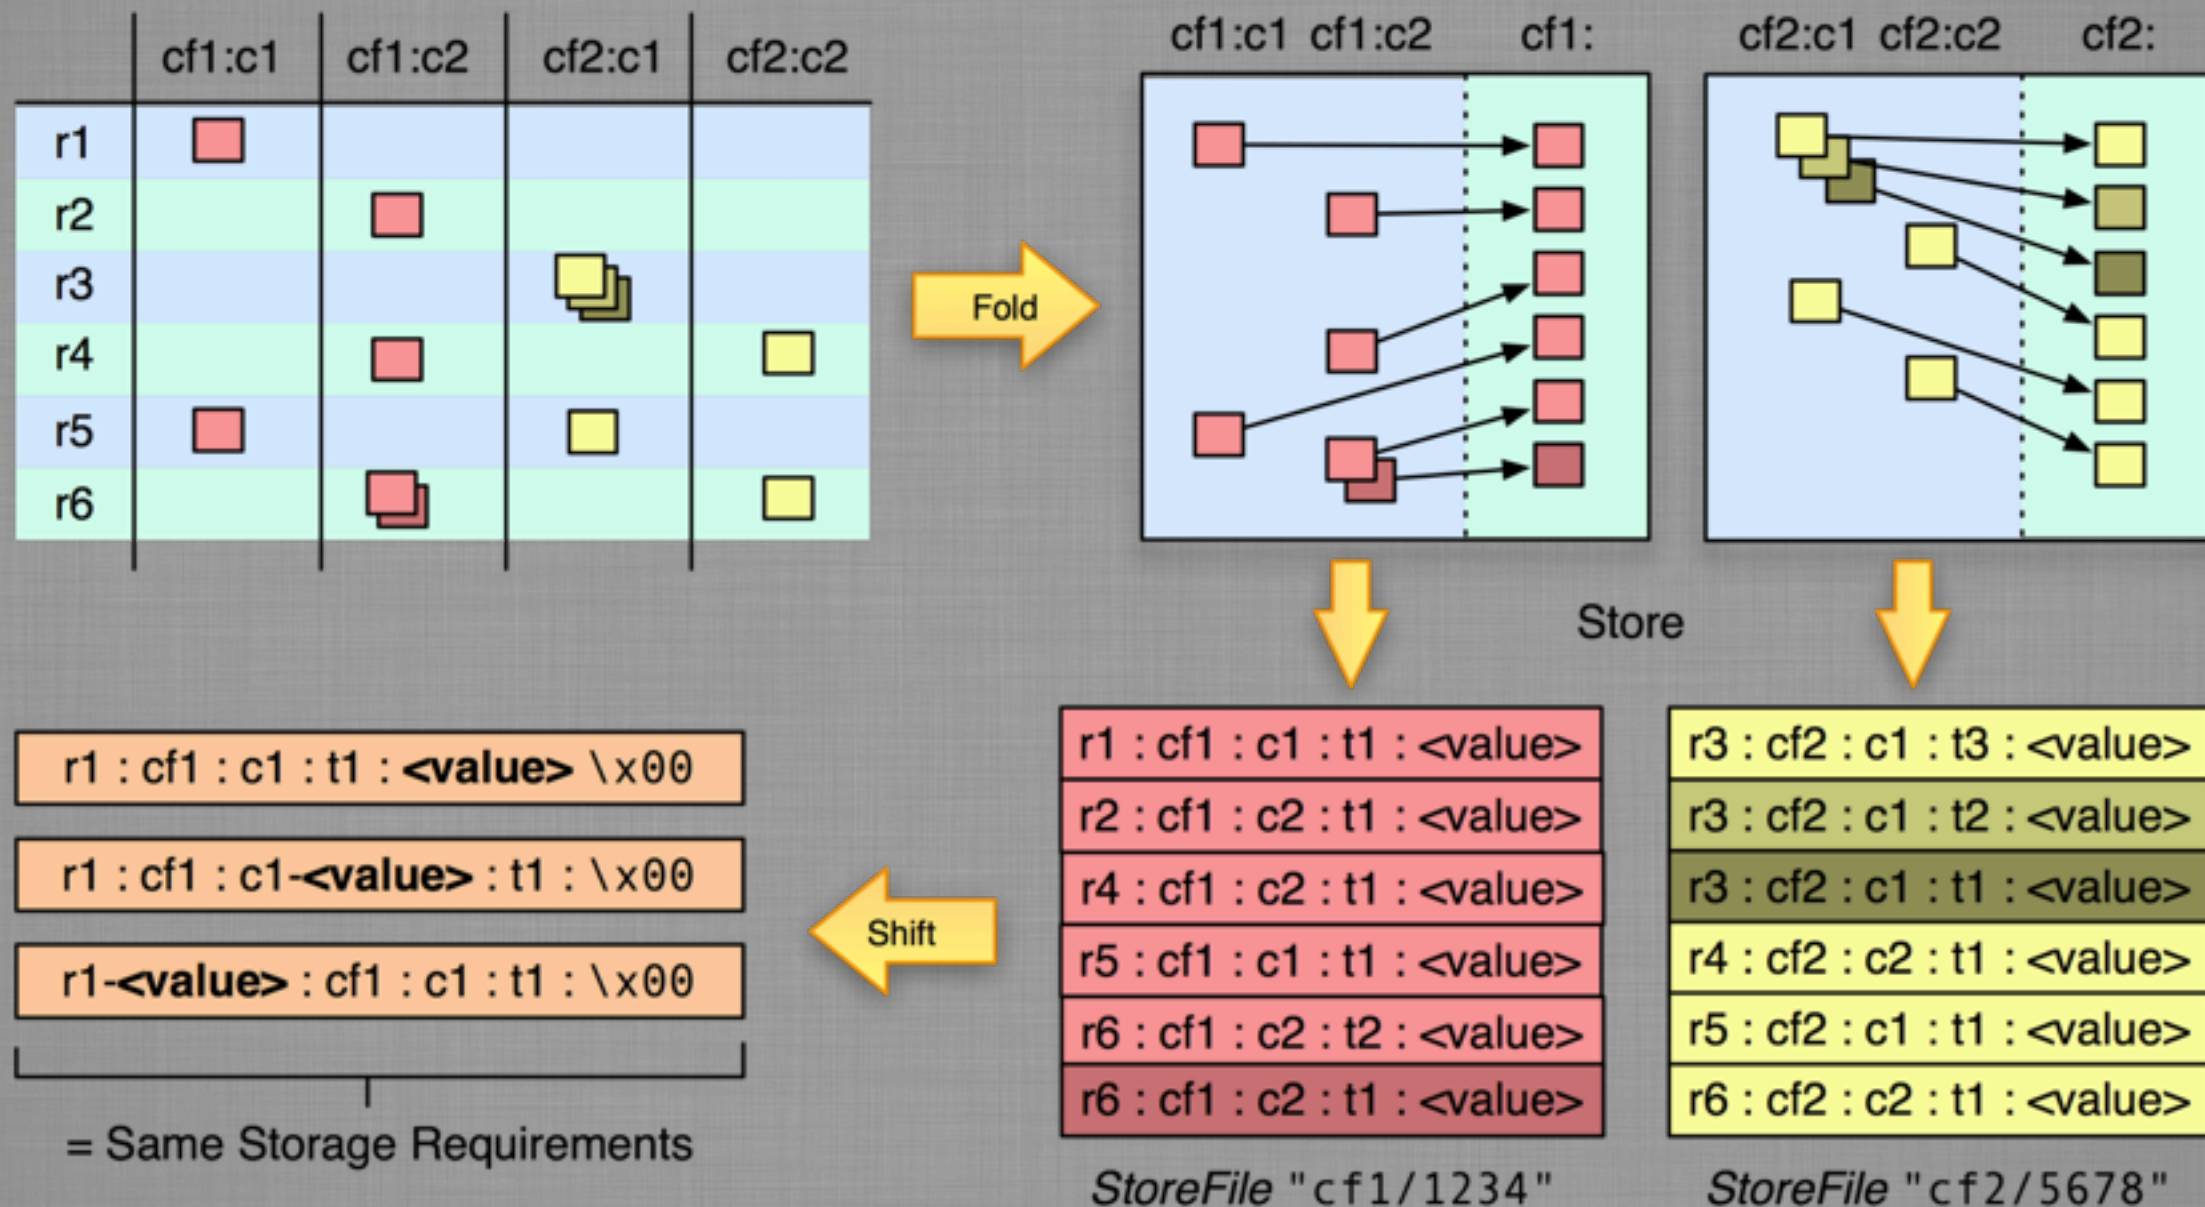 cf1:c1 cf1:c2 cf2:c1 cf2:c2
r1
r2
r3
r4
r5
r6
Fold
cf1:c1 cf1:c2 cf1:
cf2:c1 cf2:c2 cf2:
Store
r1 : cf1 : c1 : t1 : <value>
r2 : cf1 : c2 : t1 : <value>
r4 : cf1 : c2 : t1 : <value>
r5 : cf1 : c1 : t1 : <value>
r6 : cf1 : c2 : t2 : <value>
r6 : cf1 : c2 : t1 : <value>
StoreFile "cf1/1234"
r3 : cf2 : c1 : t3 : <value>
r3 : cf2 : c1 : t2 : <value>
r3 : cf2 : c1 : t1 : <value>
r4 : cf2 : c2 : t1 : <value>
r5 : cf2 : c1 : t1 : <value>
r6 : cf2 : c2 : t1 : <value>
StoreFile "cf2/5678"
Shift
r1 : cf1 : c1 : t1 : <value> \x00
r1 : cf1 : c1-<value> : t1 : \x00
r1-<value> : cf1 : c1 : t1 : \x00
= Same Storage Requirements